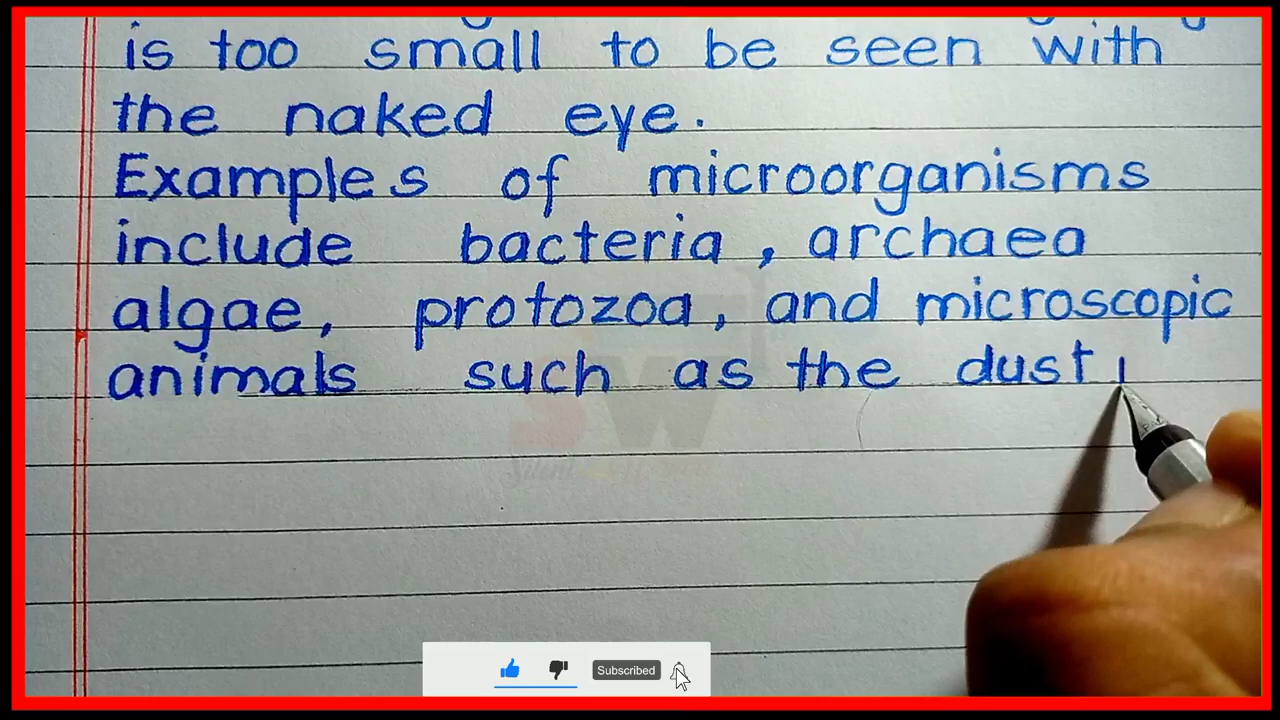 is too small to be seen with
the naked eye.
Examples of microorganisms
include bacteria, archaea
algae, protozoa, and microscopic
animals such as the dust
SW
Subscribed